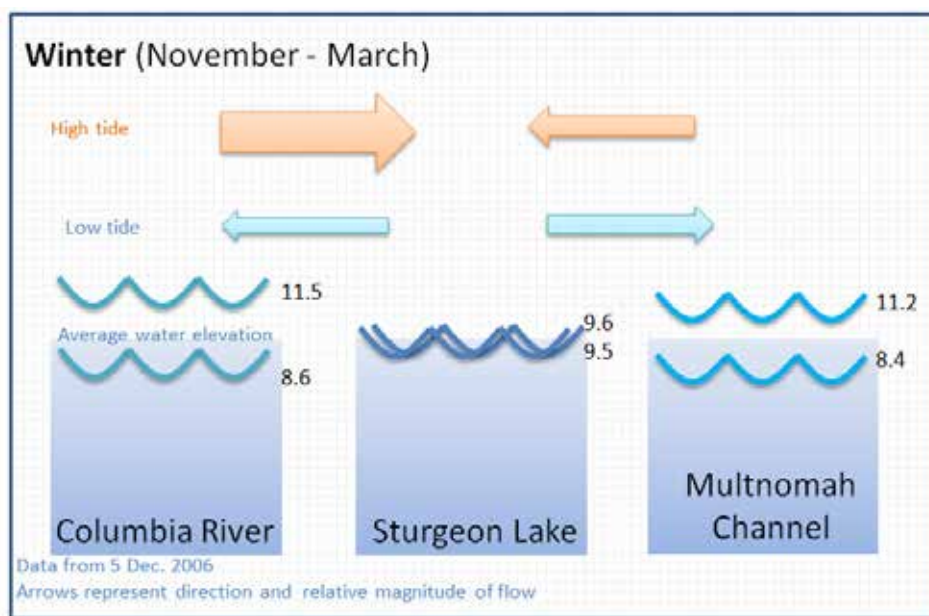 Winter (November - March)
High tide
Low tide
11.5
9.6
11.2
Average water elevation
9.5
8.6
8.4
Columbia River
Sturgeon Lake
Multnomah
Channel
Data from 5 Dec. 2006
Arrows represent direction and relative magnitude of flow